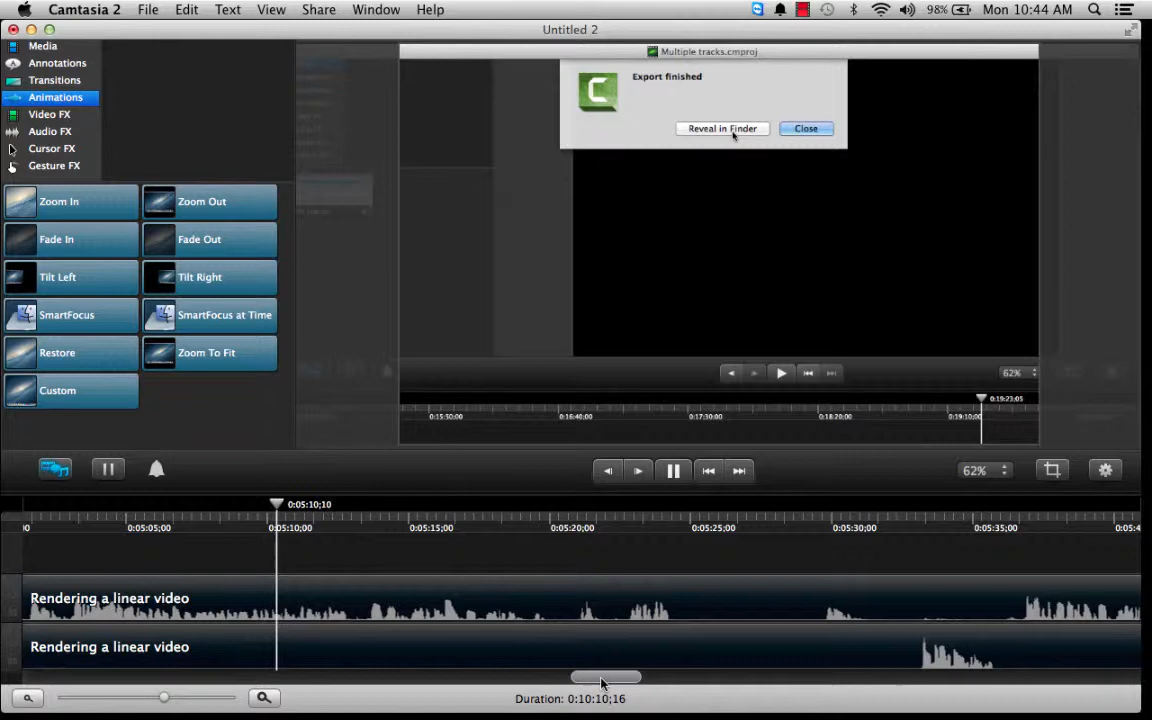 Camtasia 2 File Edit Text View Share Window Help 98% Mon 10:44 AM
Untitled 2
Media
Annotations
Transitions
Animations
Video FX
Audio FX
Cursor FX
Gesture FX
Zoom In Zoom Out
Fade In Fade Out
Tilt Left Tilt Right
SmartFocus SmartFocus at Time
Restore Zoom To Fit
Custom
Multiple tracks.cmproj
Export finished
C
Reveal in Finder Close
62%
0:19:23;05
0:15:50;00 0:16:40;00 0:17:30;00 0:18:20;00 0:19:10;00
62%
0:05:10;10
00 0:05:05;00 0:05:10;00 0:05:15;00 0:05:20;00 0:05:25;00 0:05:30;00 0:05:35;00 0:05:4
Rendering a linear video
Rendering a linear video
Duration: 0:10:10;16